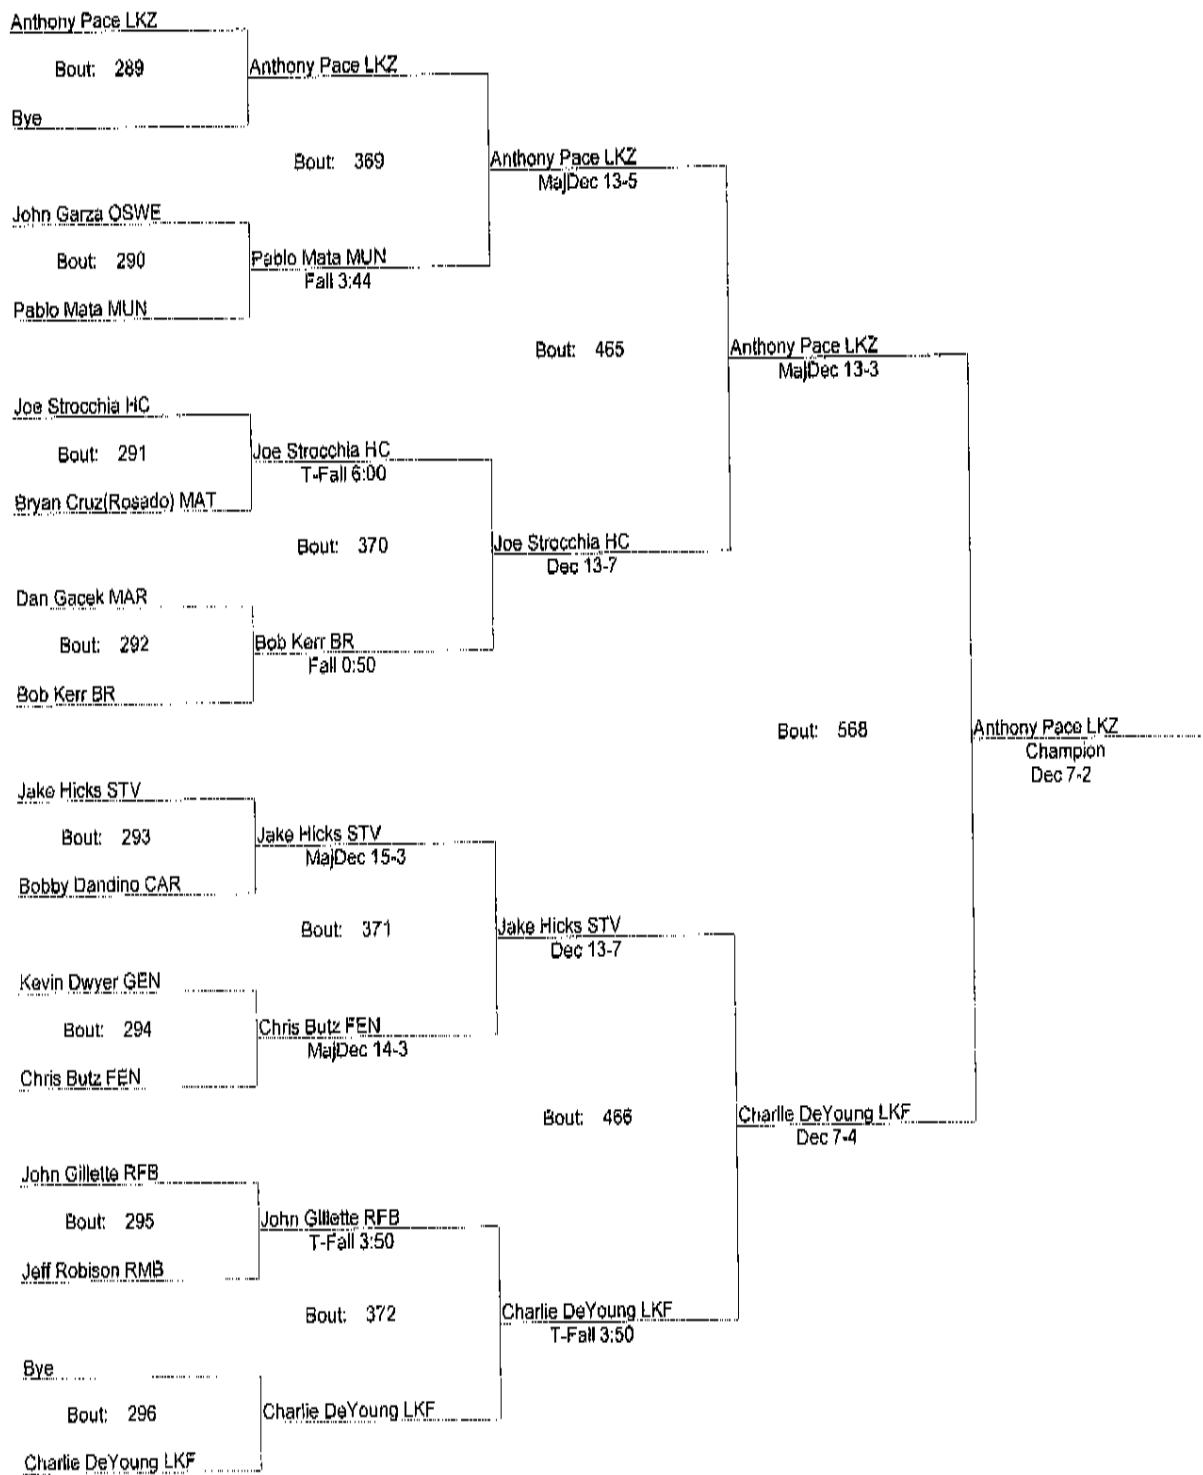 Anthony Pace LKZ
Bout: 289
Anthony Pace LKZ
Bye
Bout: 369
Anthony Pace LKZ
MajDec 13-5
John Garza OSWE
Bout: 290
Pablo Mata MUN
Fall 3:44
Pablo Mata MUN
Bout: 465
Anthony Pace LKZ
MajDec 13-3
Joe Strocchia HC
Bout: 291
Joe Strocchia HC
T-Fall 6:00
Bryan Cruz(Rosado) MAT
Bout: 370
Joe Strocchia HC
Dec 13-7
Dan Gacek MAR
Bout: 292
Bob Kerr BR
Fall 0:50
Bob Kerr BR
Bout: 568
Anthony Pace LKZ
Champion
Dec 7-2
Jake Hicks STV
Bout: 293
Jake Hicks STV
MajDec 15-3
Bobby Dandino CAR
Bout: 371
Jake Hicks STV
Dec 13-7
Kevin Dwyer GEN
Bout: 294
Chris Butz FEN
MajDec 14-3
Chris Butz FEN
Bout: 466
Charlie DeYoung LKF
Dec 7-4
John Gillette RFB
Bout: 295
John Gillette RFB
T-Fall 3:50
Jeff Robison RMB
Bout: 372
Charlie DeYoung LKF
T-Fall 3:50
Bye
Bout: 296
Charlie DeYoung LKF
Charlie DeYoung LKF